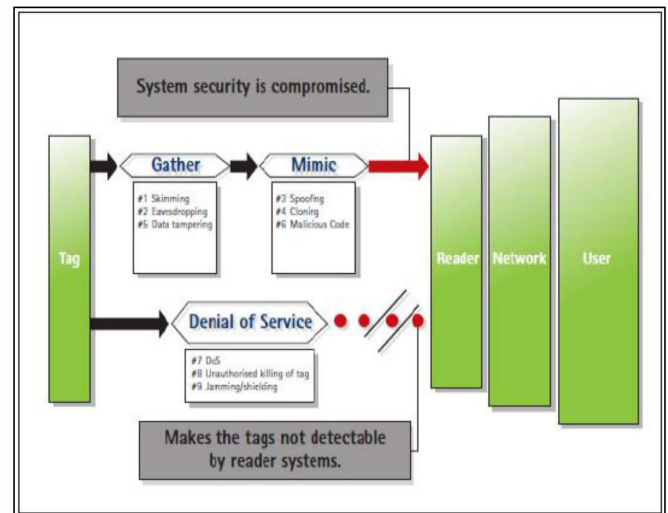 System security is compromised.
Gather
Mimic
#1 Skimming
#2 Eavesdropping
#5 Data tampering
#3 Spoofing
#4 Cloning
#6 Malicious Code
Tag
Reader
Network
User
Denial of Service
#7 DoS
#8 Unauthorised killing of tag
#9 Jamming/shielding
Makes the tags not detectable
by reader systems.